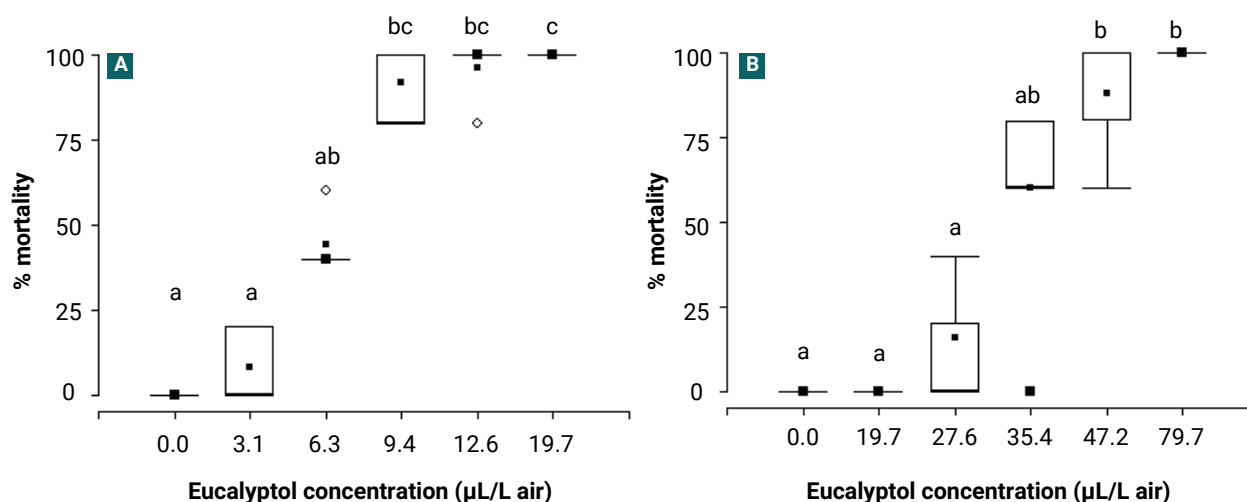 A
% mortality
100
75
50
25
0
a
a
ab
bc
bc
c
0.0 3.1 6.3 9.4 12.6 19.7
Eucalyptol concentration (µL/L air)
B
% mortality
100
75
50
25
0
a
a
a
ab
b
b
0.0 19.7 27.6 35.4 47.2 79.7
Eucalyptol concentration (µL/L air)